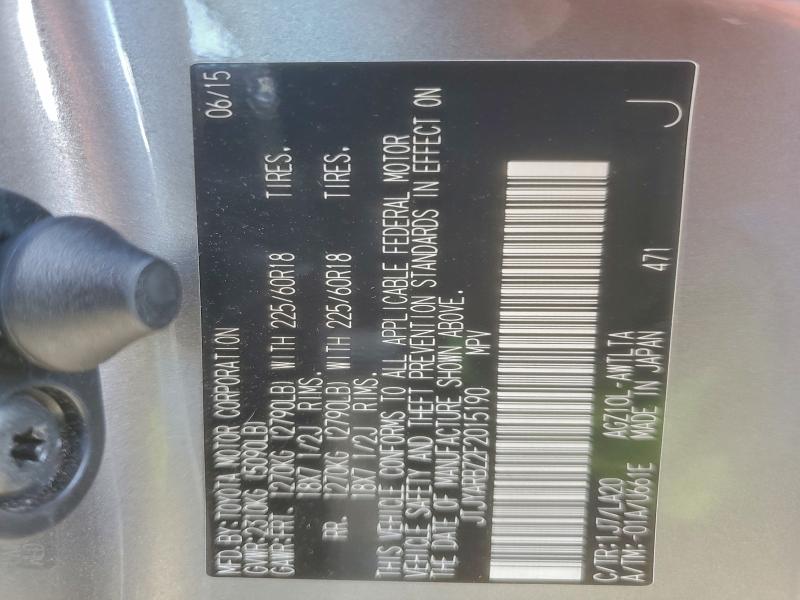 MFD.BY: TOYOTA MOTOR CORPORATION 06/15
GVWR:2310KG (5090LB)
GAWR:FRT. 1270KG (2790LB) WITH 225/60R18 TIRES.
18X7 1/2J RIMS.
RR. 1270KG (2790LB) WITH 225/60R18 TIRES.
18X7 1/2J RIMS.
THIS VEHICLE CONFORMS TO ALL APPLICABLE FEDERAL MOTOR
VEHICLE SAFETY AND THEFT PREVENTION STANDARDS IN EFFECT ON
THE DATE OF MANUFACTURE SHOWN ABOVE.
JTJYARBZ2F2015190 MPV
C/TR:1J7/LA20 AGZ10L-AWTLTA
A/TM:-01A/U661E MADE IN JAPAN 471
J